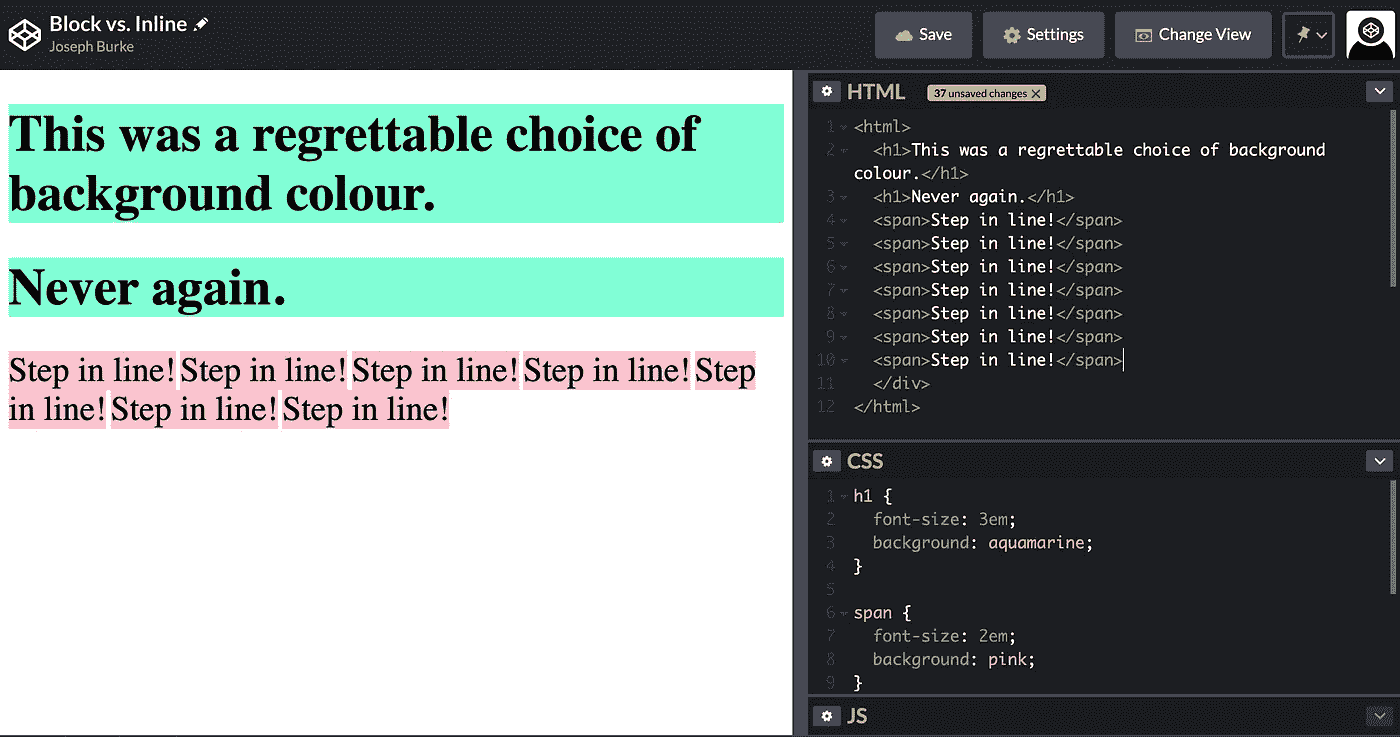 Block vs. Inline
Joseph Burke
Save
Settings
Change View
This was a regrettable choice of
background colour.
Never again.
Step in line! Step in line! Step in line! Step in line! Step
in line! Step in line! Step in line!
HTML 37 unsaved changes X
1 <html>
2 <h1>This was a regrettable choice of background
colour.</h1>
3 <h1>Never again.</h1>
4 <span>Step in line!</span>
5 <span>Step in line!</span>
6 <span>Step in line!</span>
7 <span>Step in line!</span>
8 <span>Step in line!</span>
9 <span>Step in line!</span>
10 <span>Step in line!</span>
11 </div>
12 </html>
CSS
1 h1 {
2 font-size: 3em;
3 background: aquamarine;
4 }
5
6 span {
7 font-size: 2em;
8 background: pink;
9 }
JS